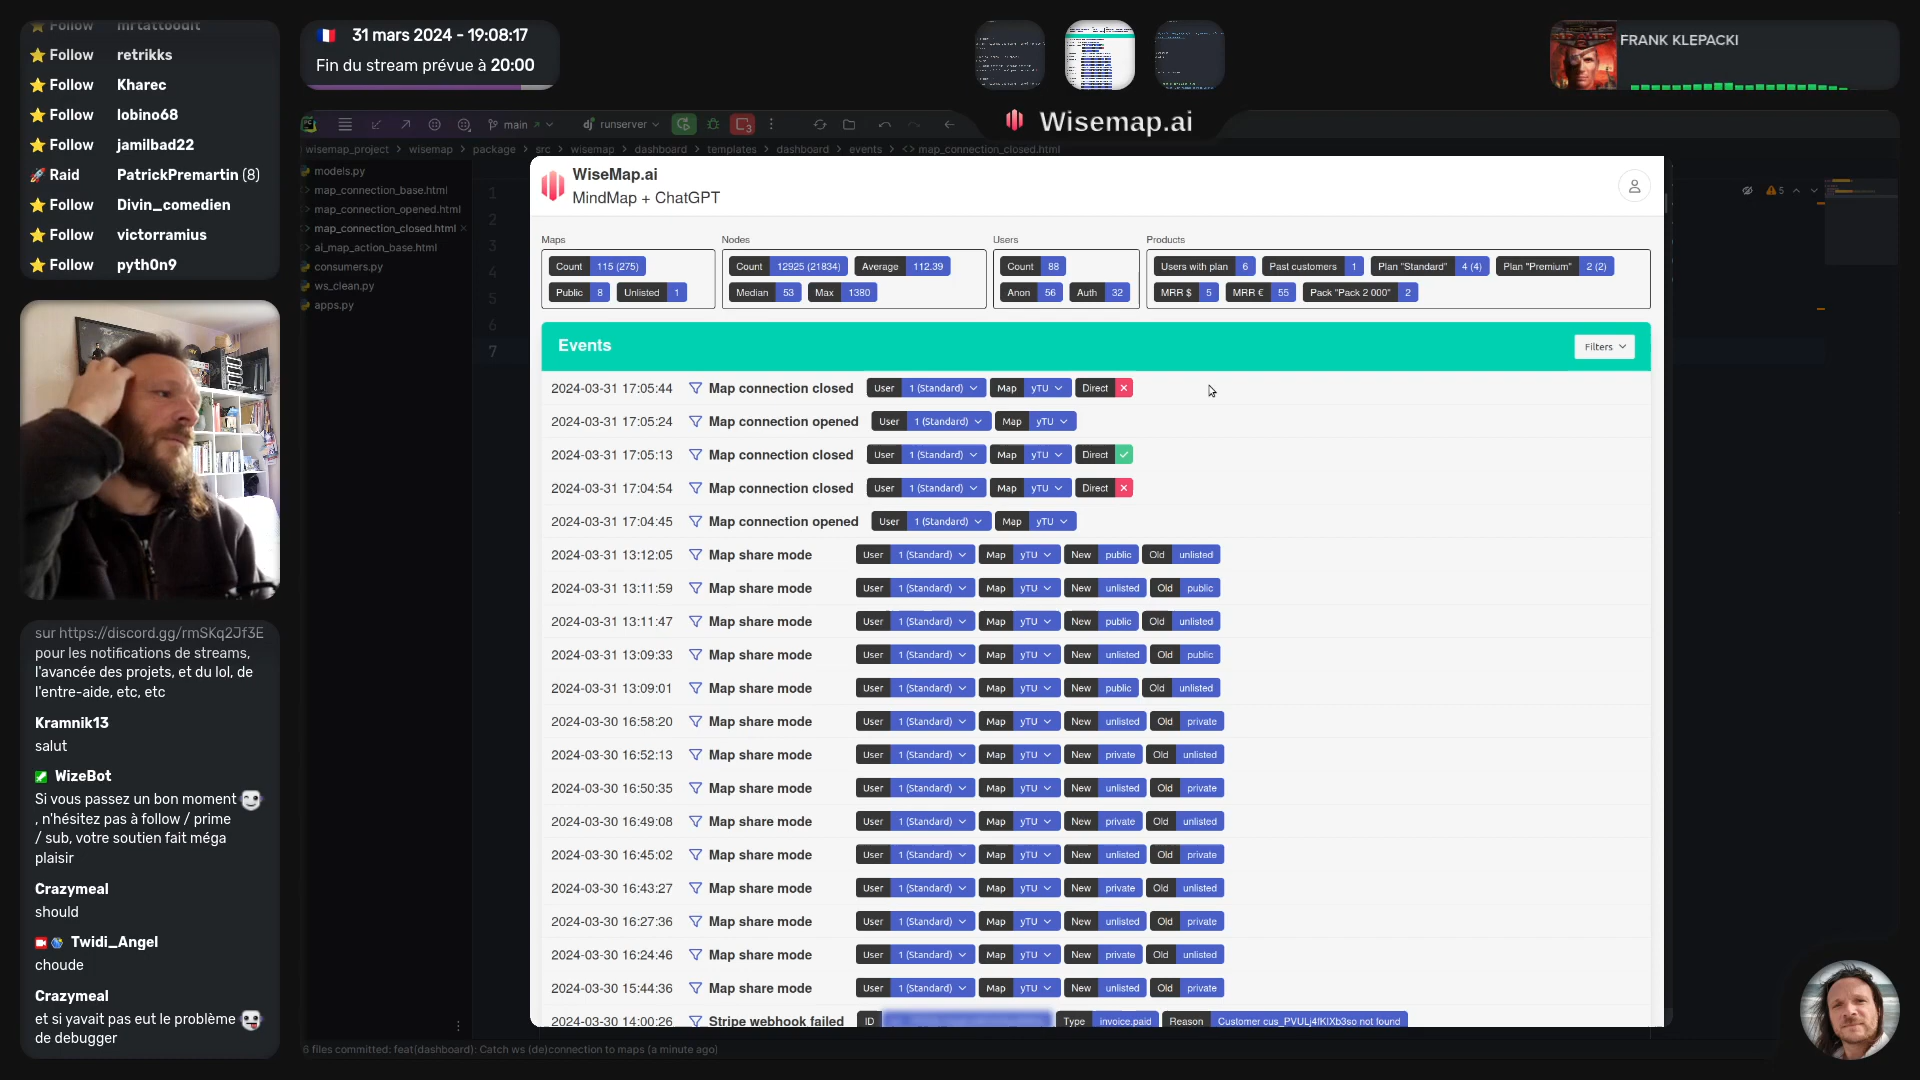 Follow mrtattoodit
Follow retrikks
Follow Kharec
Follow lobino68
Follow jamilbad22
Raid PatrickPremartin (8)
Follow Divin_comedien
Follow victorramius
Follow pyth0n9
31 mars 2024 - 19:08:17
Fin du stream prévue à 20:00
FRANK KLEPACKI
main
runserver
Wisemap.ai
wisemap_project > wisemap > package > src > wisemap > dashboard > templates > dashboard > events > map_connection_closed.html
models.py
map_connection_base.html
map_connection_opened.html
map_connection_closed.html
ai_map_action_base.html
consumers.py
ws_clean.py
apps.py
1
2
3
4
5
6
7
5
WiseMap.ai
MindMap + ChatGPT
Maps
Count 115 (275)
Public 8 Unlisted 1
Nodes
Count 12925 (21834) Average 112.39
Median 53 Max 1380
Users
Count 88
Anon 56 Auth 32
Products
Users with plan 6 Past customers 1 Plan "Standard" 4 (4) Plan "Premium" 2 (2)
MRR $ 5 MRR € 55 Pack "Pack 2 000" 2
Events
Filters
2024-03-31 17:05:44 Map connection closed User 1 (Standard) Map yTU Direct
2024-03-31 17:05:24 Map connection opened User 1 (Standard) Map yTU
2024-03-31 17:05:13 Map connection closed User 1 (Standard) Map yTU Direct
2024-03-31 17:04:54 Map connection closed User 1 (Standard) Map yTU Direct
2024-03-31 17:04:45 Map connection opened User 1 (Standard) Map yTU
2024-03-31 13:12:05 Map share mode User 1 (Standard) Map yTU New public Old unlisted
2024-03-31 13:11:59 Map share mode User 1 (Standard) Map yTU New unlisted Old public
2024-03-31 13:11:47 Map share mode User 1 (Standard) Map yTU New public Old unlisted
2024-03-31 13:09:33 Map share mode User 1 (Standard) Map yTU New unlisted Old public
2024-03-31 13:09:01 Map share mode User 1 (Standard) Map yTU New public Old unlisted
2024-03-30 16:58:20 Map share mode User 1 (Standard) Map yTU New unlisted Old private
2024-03-30 16:52:13 Map share mode User 1 (Standard) Map yTU New private Old unlisted
2024-03-30 16:50:35 Map share mode User 1 (Standard) Map yTU New unlisted Old private
2024-03-30 16:49:08 Map share mode User 1 (Standard) Map yTU New private Old unlisted
2024-03-30 16:45:02 Map share mode User 1 (Standard) Map yTU New unlisted Old private
2024-03-30 16:43:27 Map share mode User 1 (Standard) Map yTU New private Old unlisted
2024-03-30 16:27:36 Map share mode User 1 (Standard) Map yTU New unlisted Old private
2024-03-30 16:24:46 Map share mode User 1 (Standard) Map yTU New private Old unlisted
2024-03-30 15:44:36 Map share mode User 1 (Standard) Map yTU New unlisted Old private
2024-03-30 14:00:26 Stripe webhook failed ID Type invoice.paid Reason Customer cus_PVULj4fKIXb3so not found
sur https://discord.gg/rmSKq2Jf3E
pour les notifications de streams,
l'avancée des projets, et du lol, de
l'entre-aide, etc, etc
Kramnik13
salut
WizeBot
Si vous passez un bon moment
, n'hésitez pas à follow / prime
/ sub, votre soutien fait méga
plaisir
Crazymeal
should
Twidi_Angel
choude
Crazymeal
et si yavait pas eut le problème
de debugger
6 files committed: feat(dashboard): Catch ws (de)connection to maps (a minute ago)